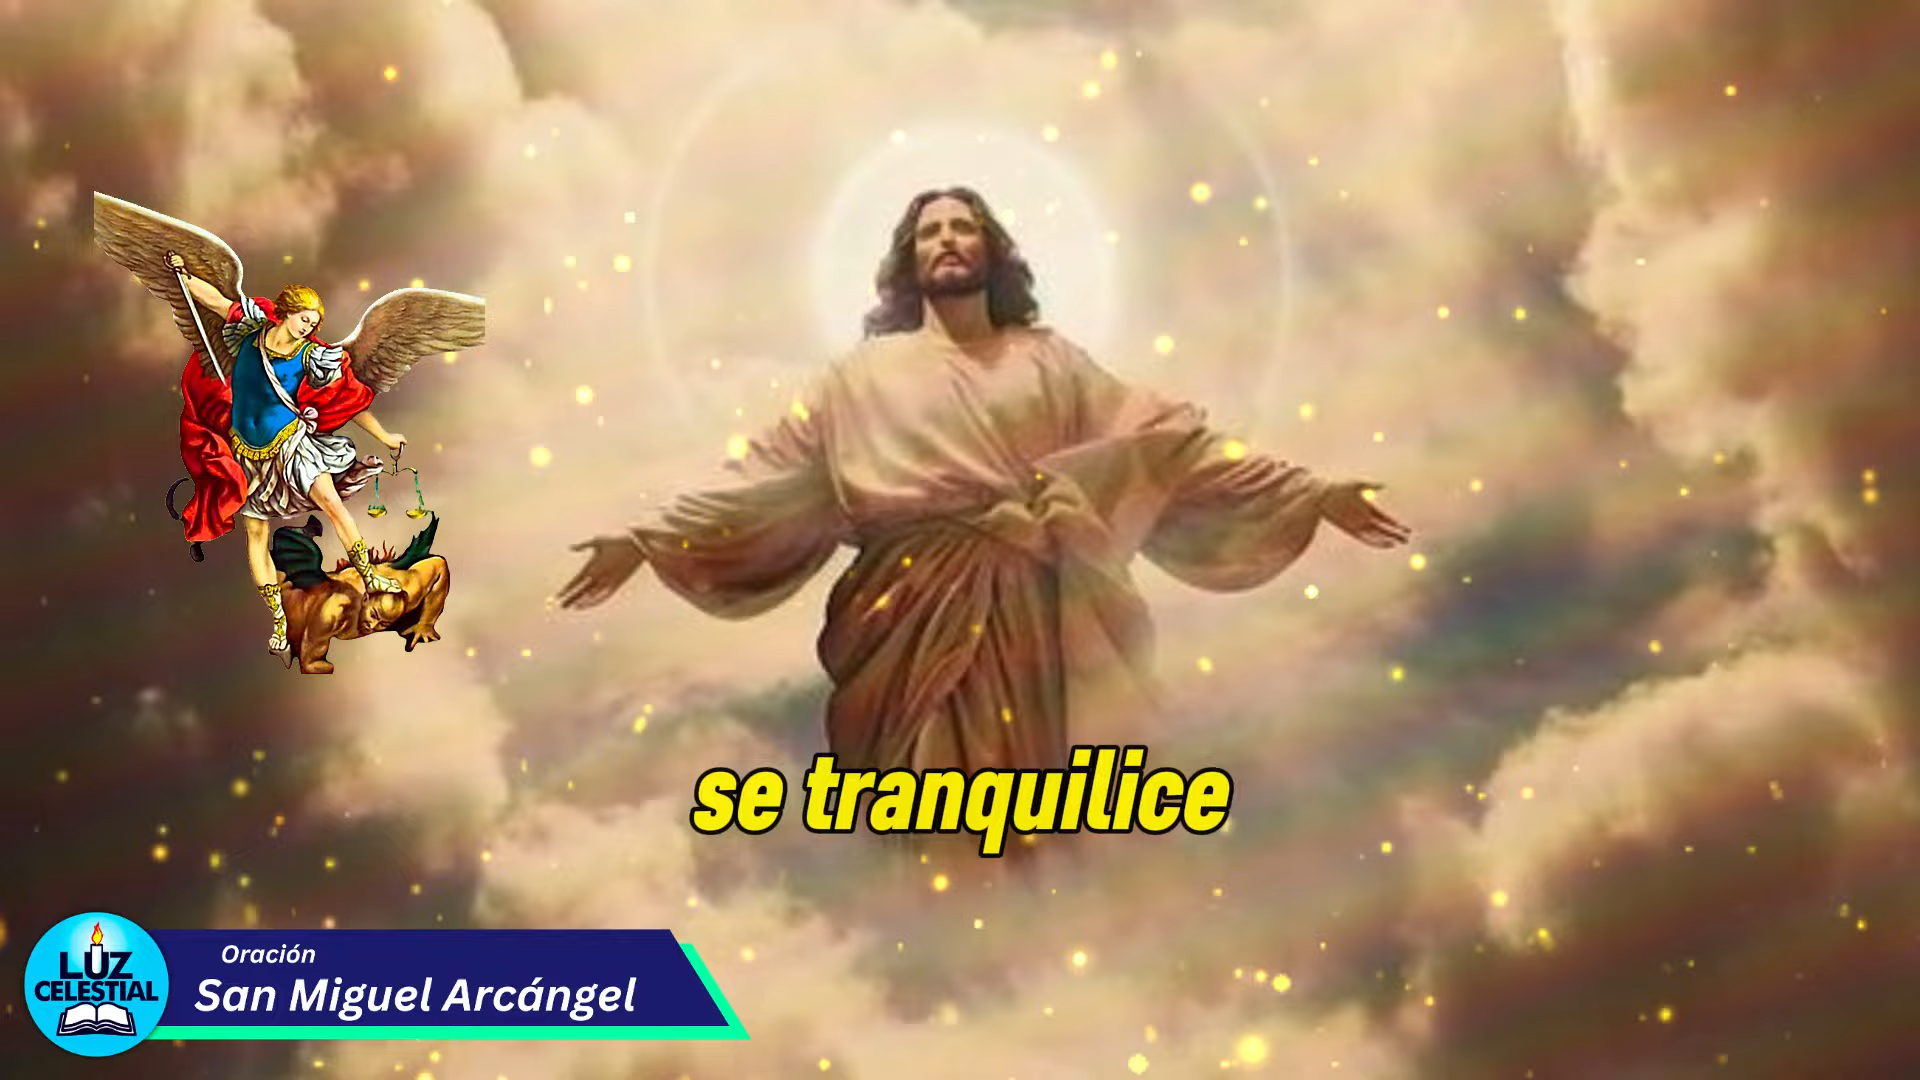 se tranquilice
Oración
San Miguel Arcángel
LUZ
CELESTIAL